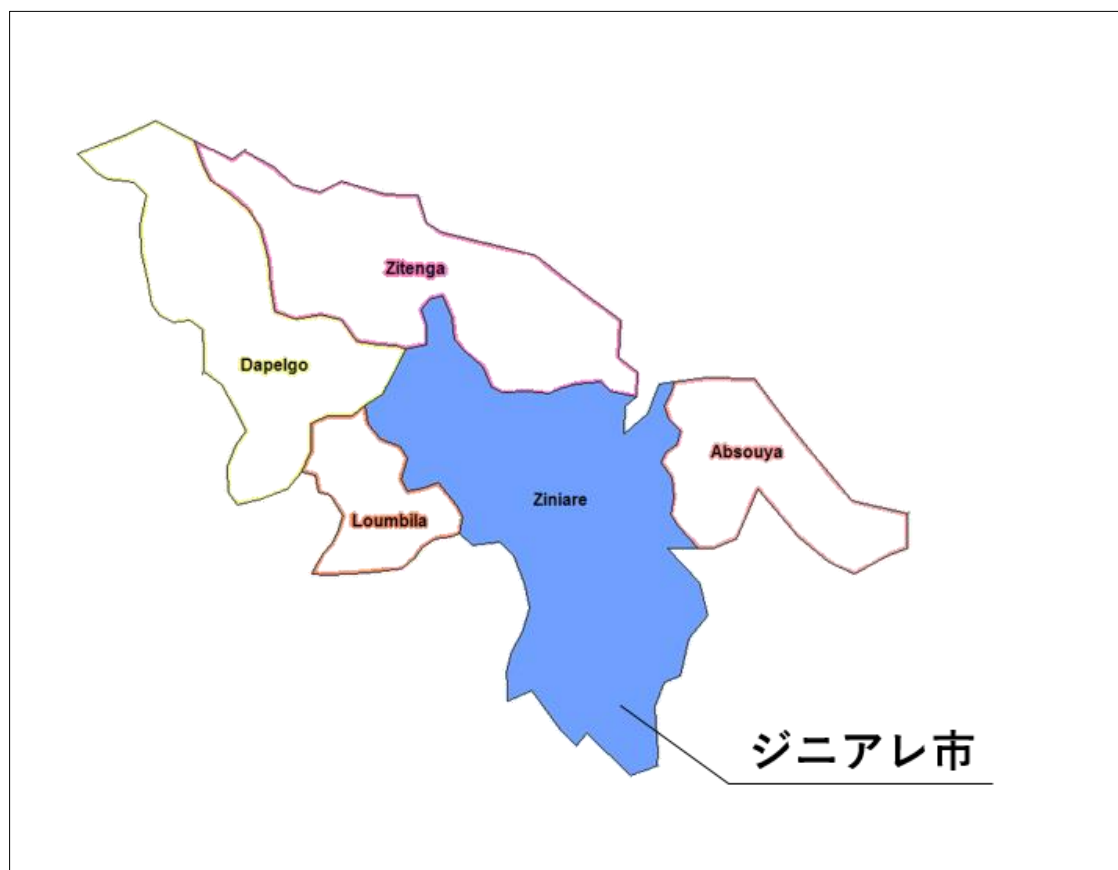 Zitenga
Dapelgo
Absouya
Ziniare
Loumbila
ジニアレ市